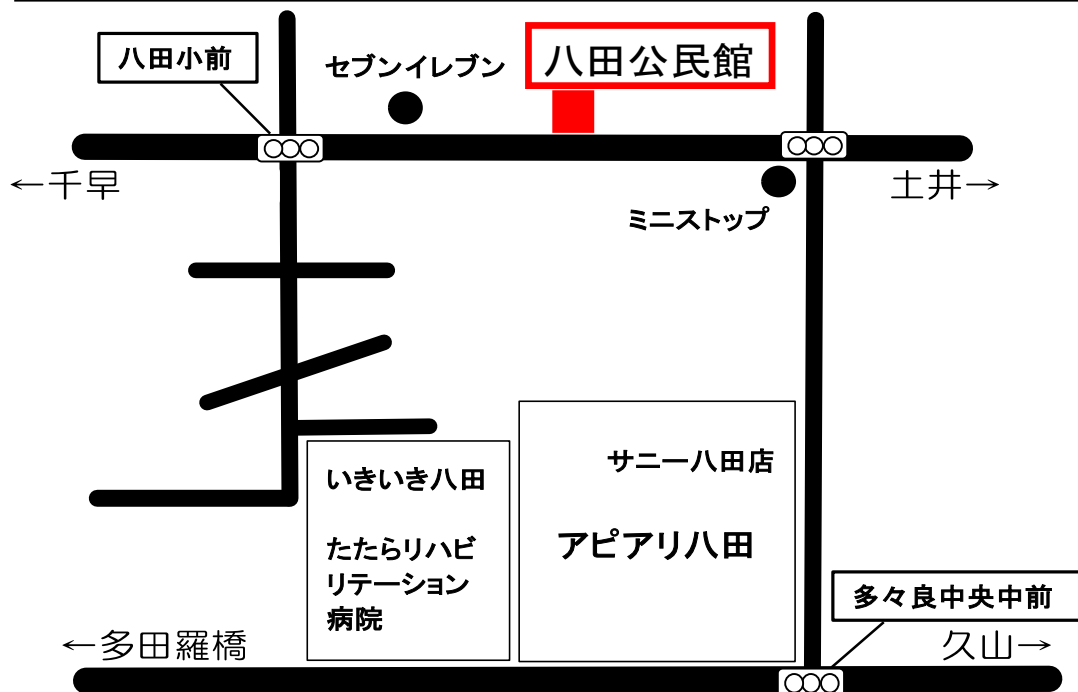 八田小前
セブンイレブン
八田公民館
←千早
土井→
ミニストップ
いきいき八田
たたらリハビ
リテーション
病院
サニー八田店
アピアリ八田
多々良中央中前
←多田羅橋
久山→